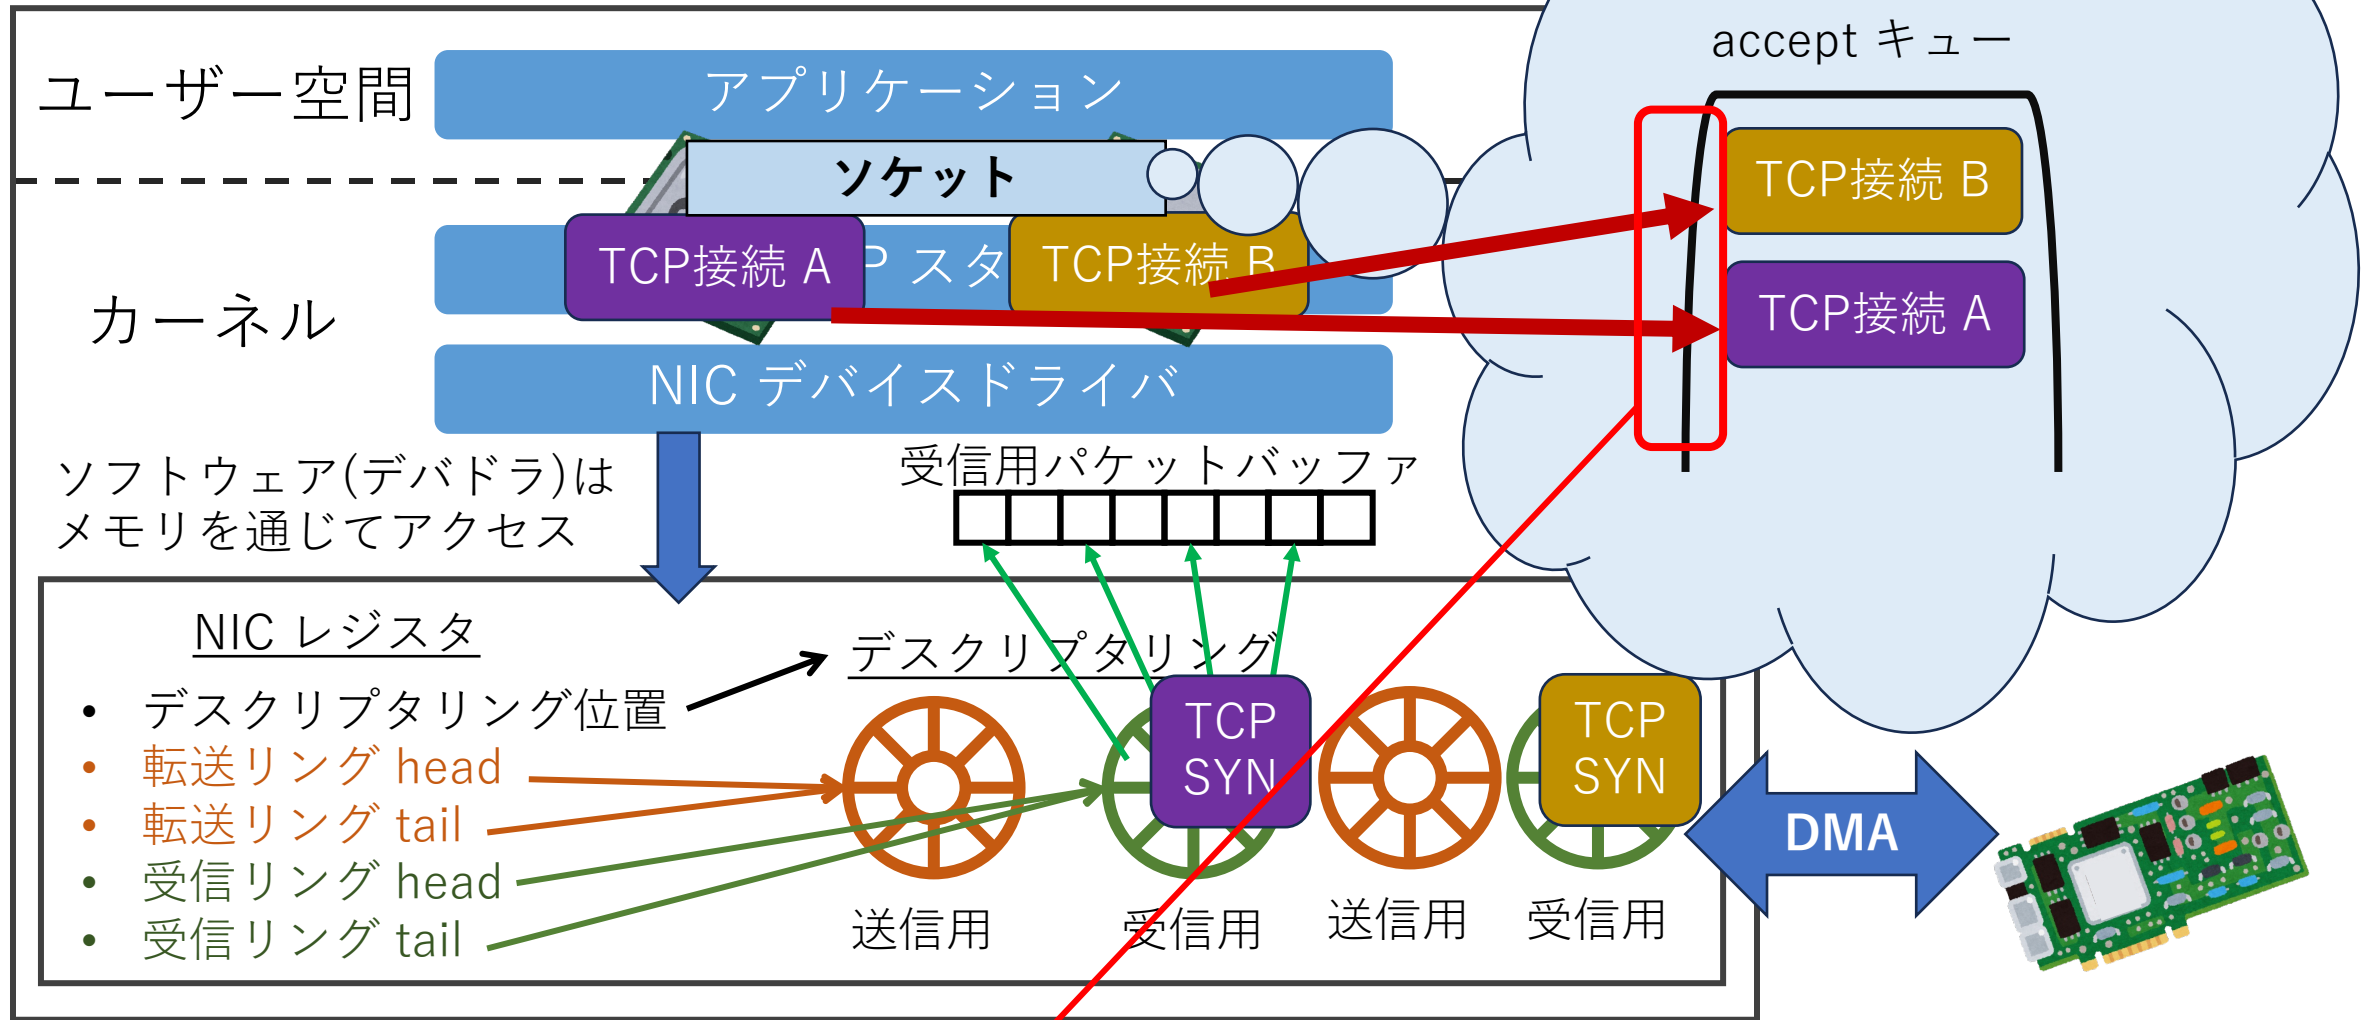 accept キュー
ユーザー空間
アプリケーション
ソケット
TCP接続 B
TCP接続 A
カーネル
TCP接続 A
P スタ
TCP接続 B
NIC デバイスドライバ
ソフトウェア(デバドラ)は
メモリを通じてアクセス
受信用パケットバッファ
NIC レジスタ
• デスクリプタリング位置
• 転送リング head
• 転送リング tail
• 受信リング head
• 受信リング tail
デスクリプタリング
TCP
SYN
TCP
SYN
送信用
受信用
送信用
受信用
DMA